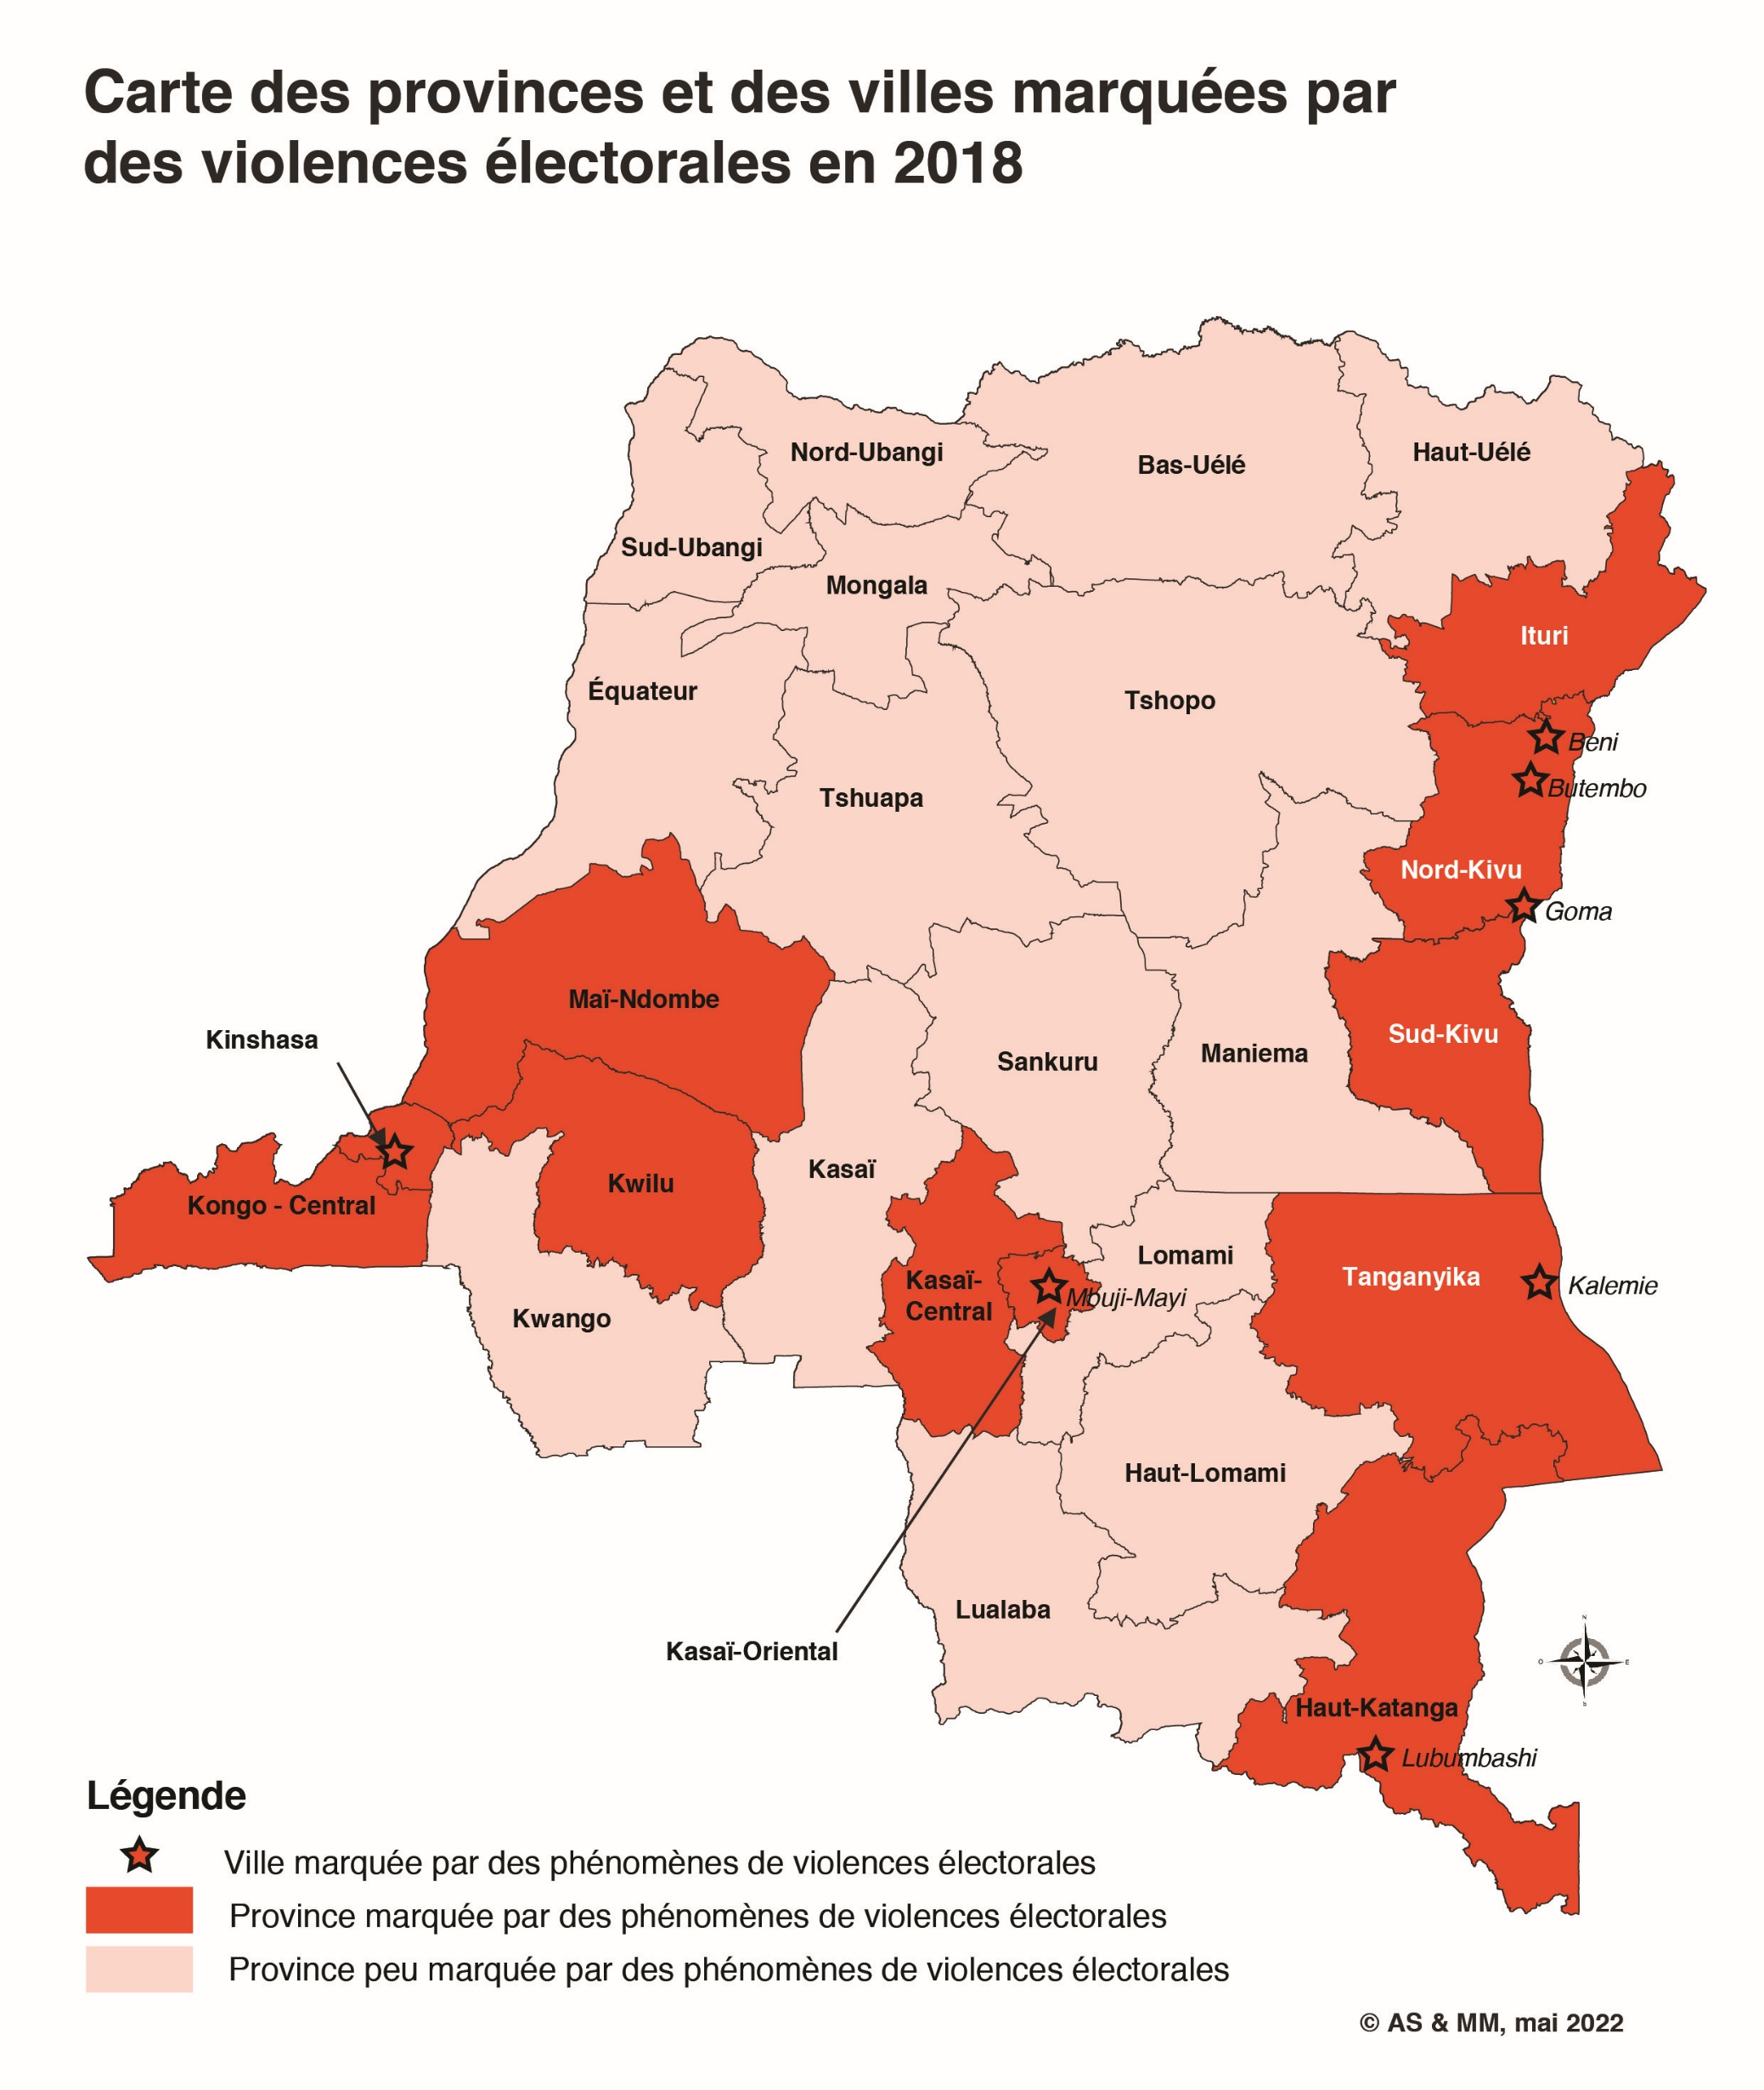 Carte des provinces et des villes marquées par
des violences électorales en 2018
Nord-Ubangi
Bas-Uélé
Haut-Uélé
Sud-Ubangi
Mongala
Ituri
Équateur
Tshopo
Beni
Butembo
Tshuapa
Nord-Kivu
Goma
Maï-Ndombe
Kinshasa
Sankuru
Maniema
Sud-Kivu
Kasaï
Kwilu
Kongo - Central
Lomami
Kasaï-
Central
Mbuji-Mayi
Tanganyika
Kalemie
Kwango
Haut-Lomami
Lualaba
Kasaï-Oriental
N
O
E
Haut-Katanga
Lubumbashi
Légende
Ville marquée par des phénomènes de violences électorales
Province marquée par des phénomènes de violences électorales
Province peu marquée par des phénomènes de violences électorales
© AS & MM, mai 2022